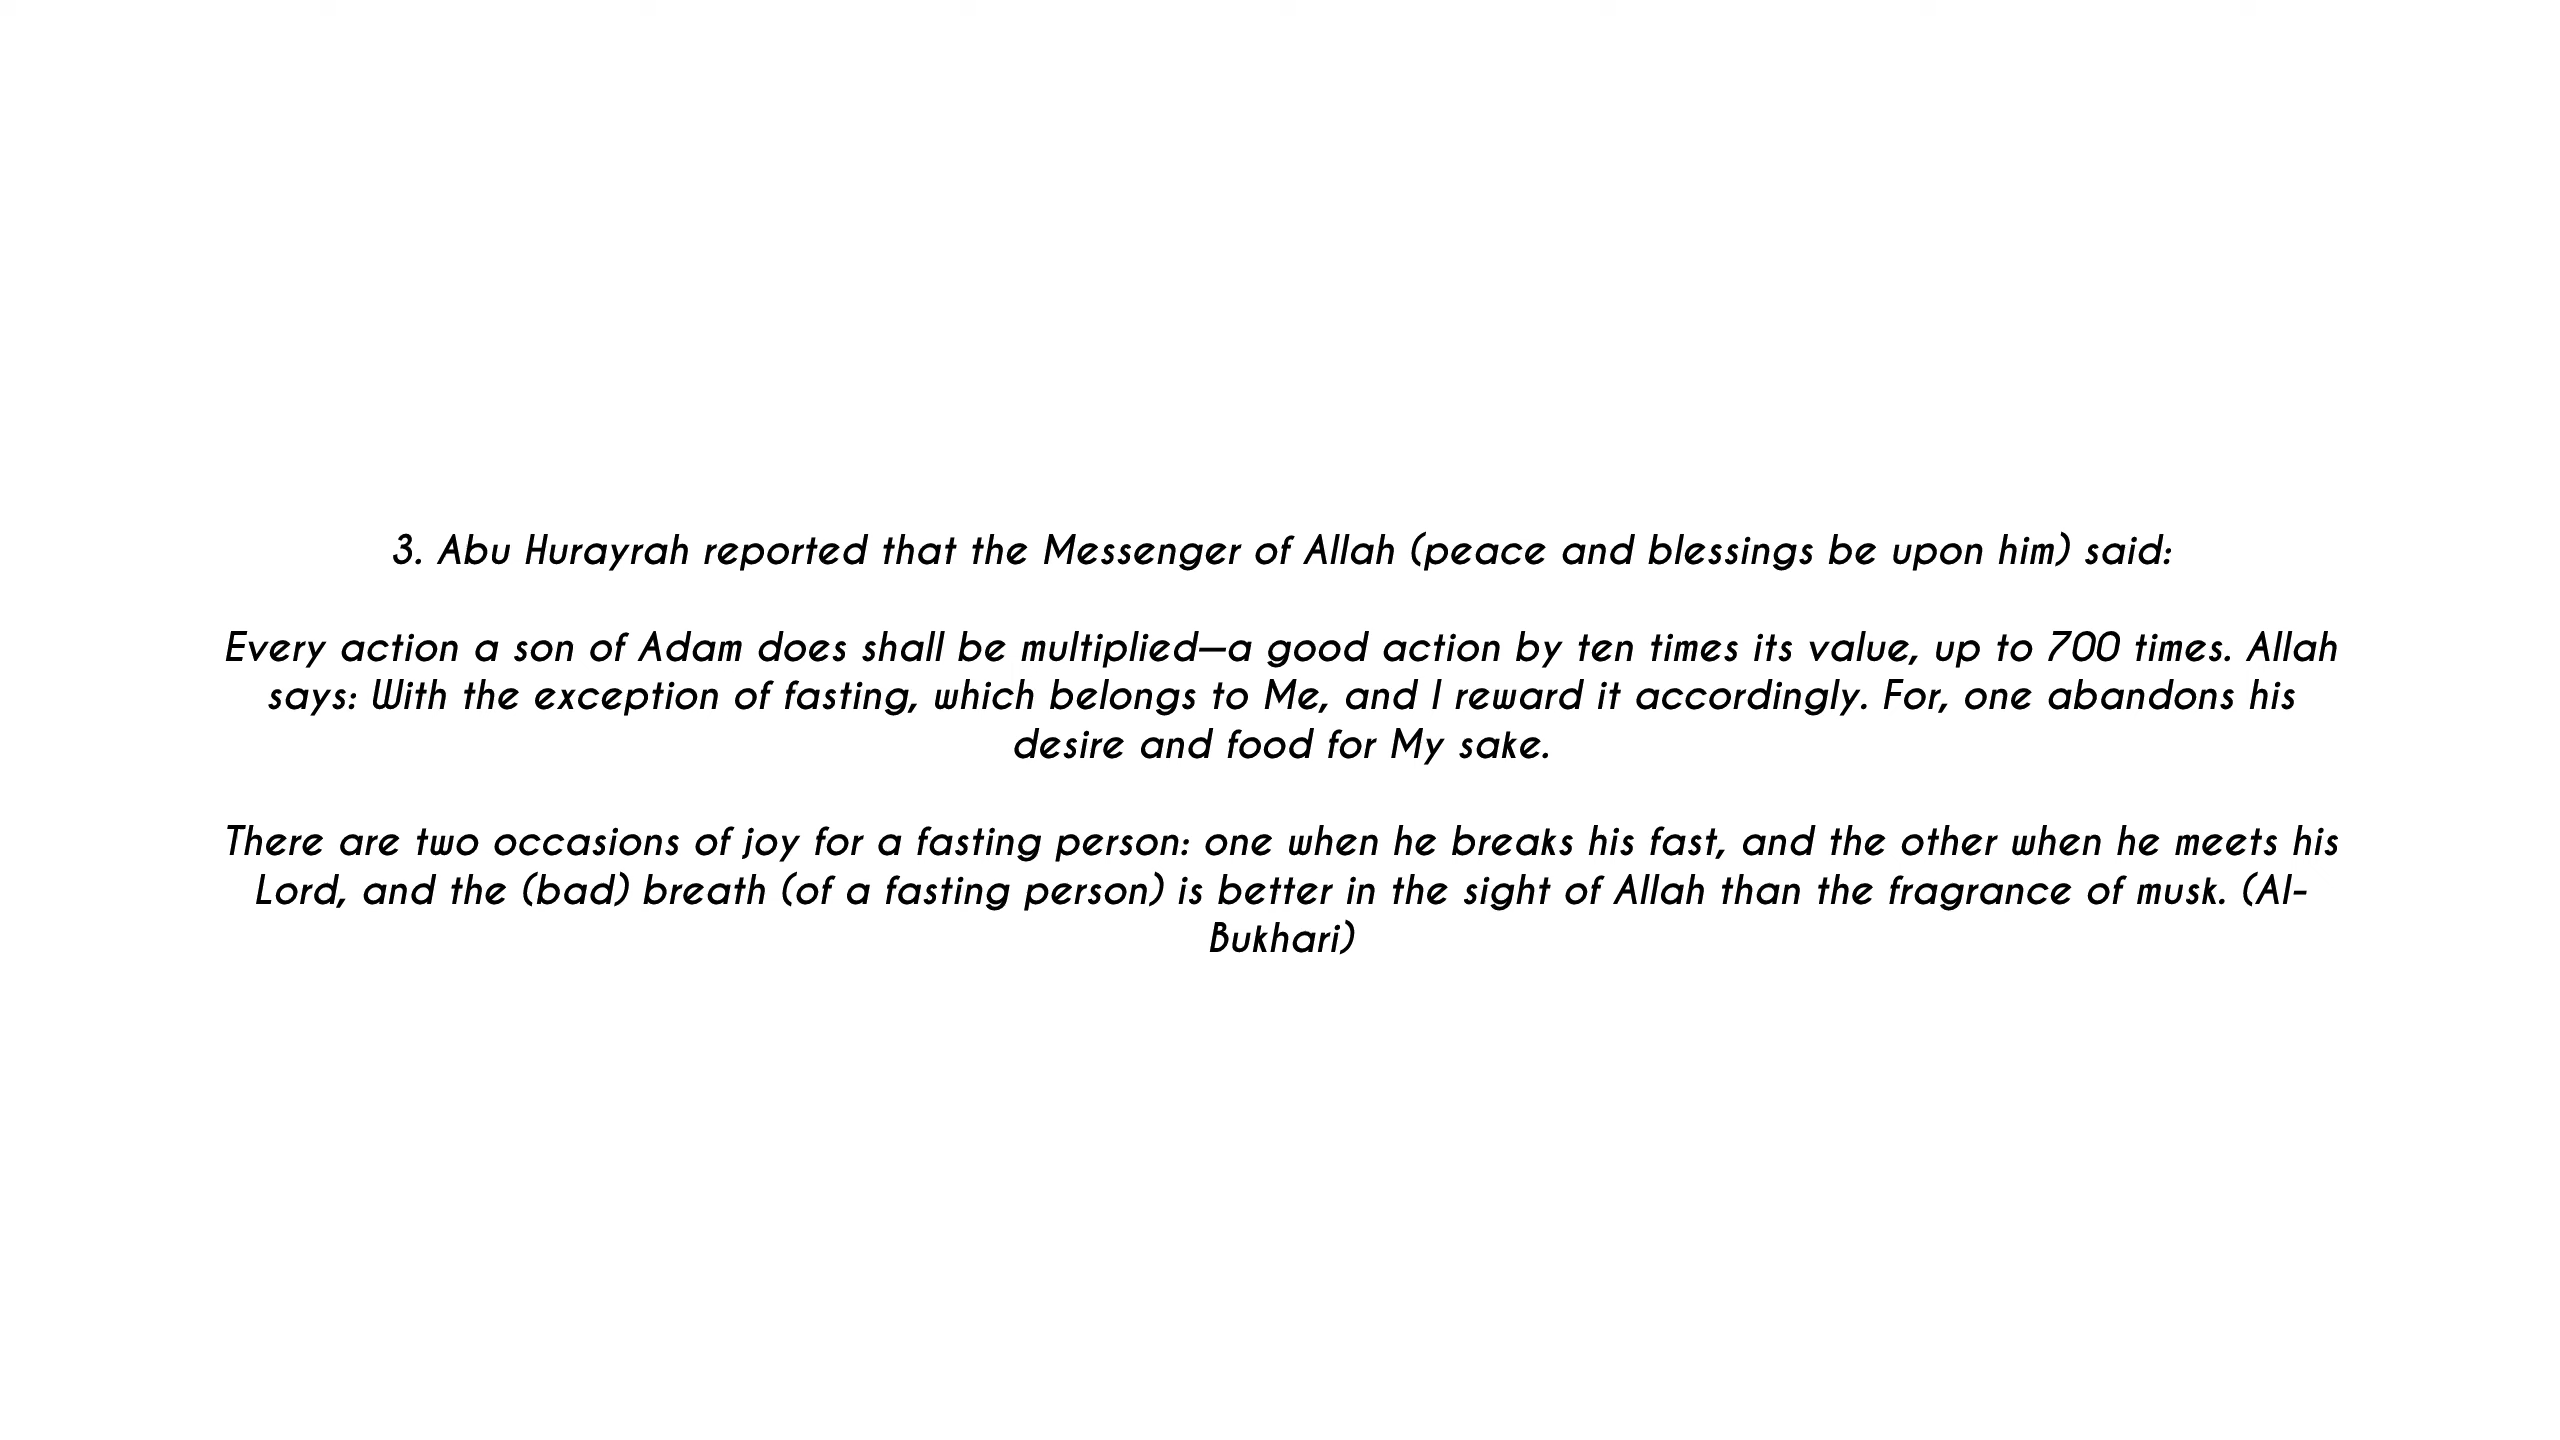 3. Abu Hurayrah reported that the Messenger of Allah (peace and blessings be upon him) said:
Every action a son of Adam does shall be multiplied—a good action by ten times its value, up to 700 times. Allah
says: With the exception of fasting, which belongs to Me, and I reward it accordingly. For, one abandons his
desire and food for My sake.
There are two occasions of joy for a fasting person: one when he breaks his fast, and the other when he meets his
Lord, and the (bad) breath (of a fasting person) is better in the sight of Allah than the fragrance of musk. (Al-
Bukhari)